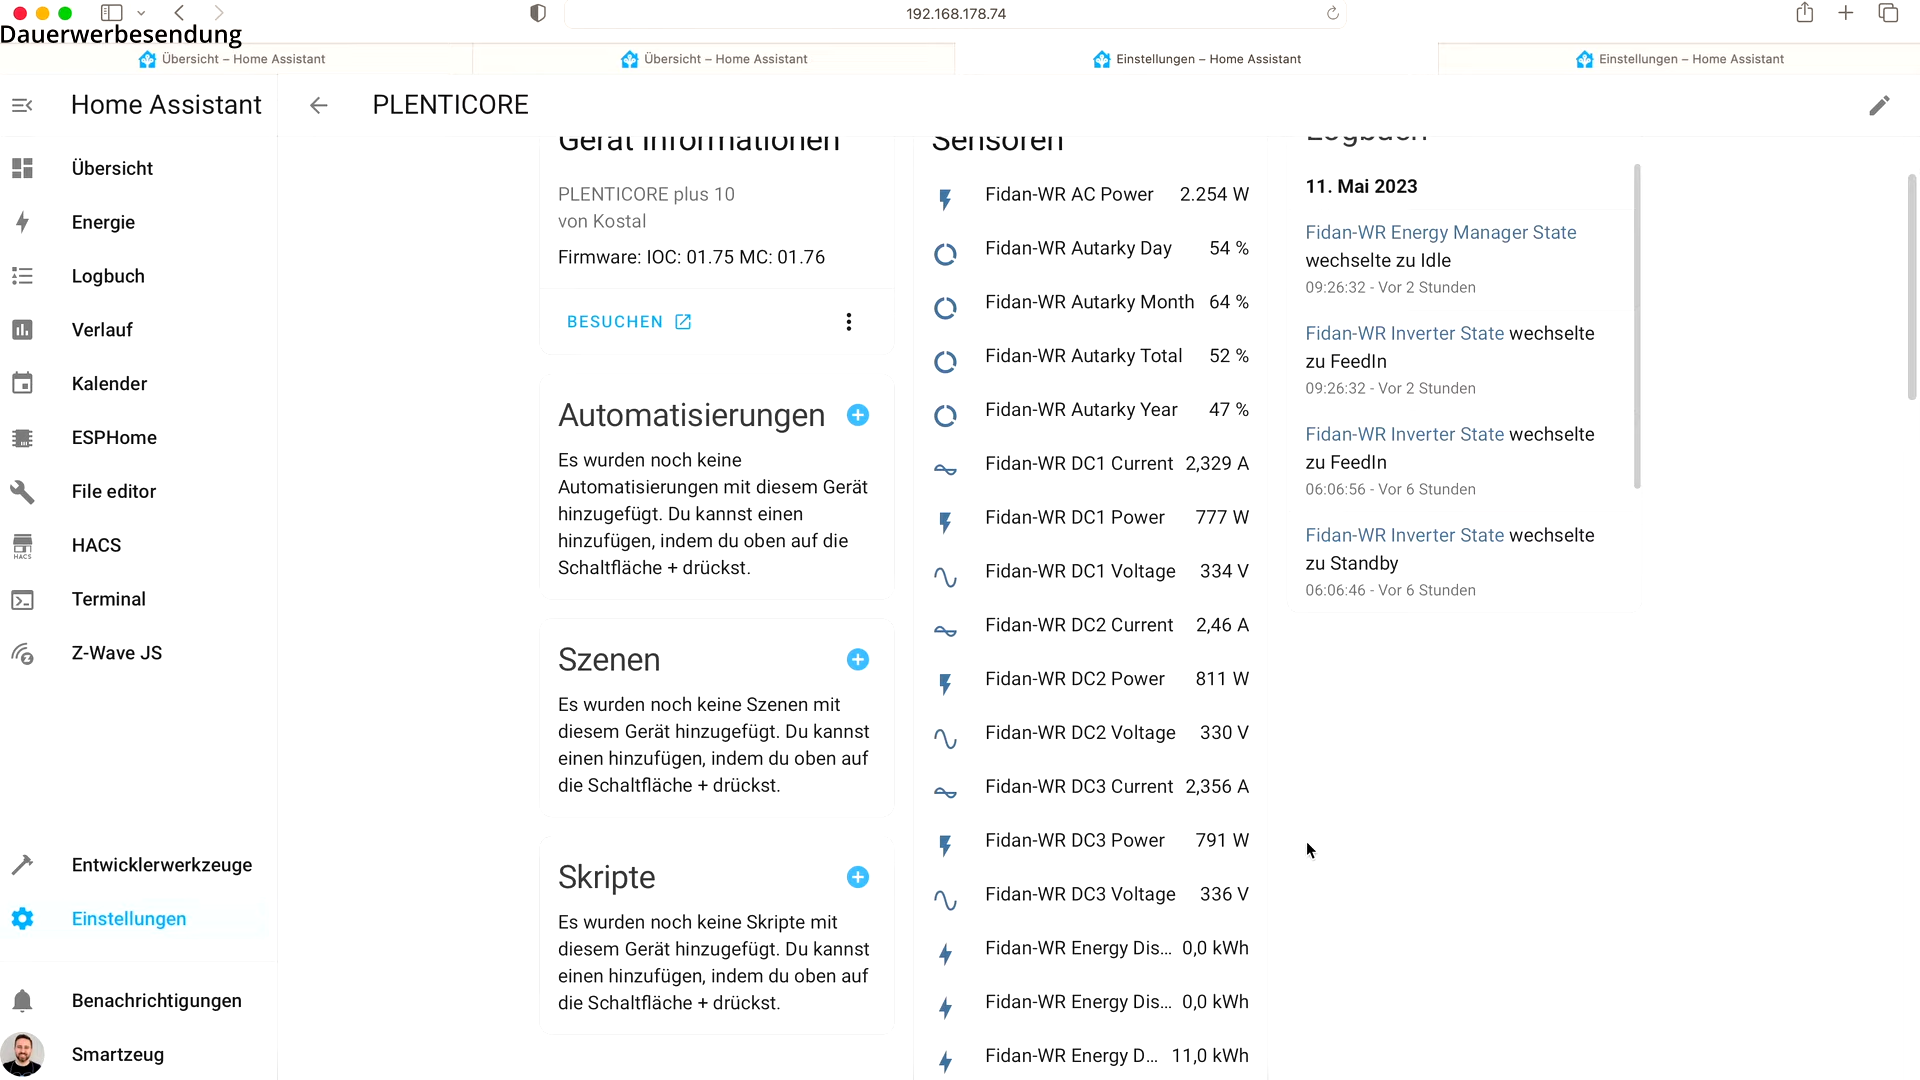 192.168.178.74
Dauerwerbesendung
Übersicht – Home Assistant
Übersicht – Home Assistant
Einstellungen – Home Assistant
Einstellungen – Home Assistant
Home Assistant
PLENTICORE
Übersicht
Energie
Logbuch
Verlauf
Kalender
ESPHome
File editor
HACS
HACS
Terminal
Z-Wave JS
Entwicklerwerkzeuge
Einstellungen
Benachrichtigungen
Smartzeug
Gerät Informationen
PLENTICORE plus 10
von Kostal
Firmware: IOC: 01.75 MC: 01.76
BESUCHEN
Automatisierungen
Es wurden noch keine
Automatisierungen mit diesem Gerät
hinzugefügt. Du kannst einen
hinzufügen, indem du oben auf die
Schaltfläche + drückst.
Szenen
Es wurden noch keine Szenen mit
diesem Gerät hinzugefügt. Du kannst
einen hinzufügen, indem du oben auf
die Schaltfläche + drückst.
Skripte
Es wurden noch keine Skripte mit
diesem Gerät hinzugefügt. Du kannst
einen hinzufügen, indem du oben auf
die Schaltfläche + drückst.
Sensoren
Fidan-WR AC Power 2.254 W
Fidan-WR Autarky Day 54 %
Fidan-WR Autarky Month 64 %
Fidan-WR Autarky Total 52 %
Fidan-WR Autarky Year 47 %
Fidan-WR DC1 Current 2,329 A
Fidan-WR DC1 Power 777 W
Fidan-WR DC1 Voltage 334 V
Fidan-WR DC2 Current 2,46 A
Fidan-WR DC2 Power 811 W
Fidan-WR DC2 Voltage 330 V
Fidan-WR DC3 Current 2,356 A
Fidan-WR DC3 Power 791 W
Fidan-WR DC3 Voltage 336 V
Fidan-WR Energy Dis... 0,0 kWh
Fidan-WR Energy Dis... 0,0 kWh
Fidan-WR Energy D... 11,0 kWh
Logbuch
11. Mai 2023
Fidan-WR Energy Manager State
wechselte zu Idle
09:26:32 - Vor 2 Stunden
Fidan-WR Inverter State wechselte
zu FeedIn
09:26:32 - Vor 2 Stunden
Fidan-WR Inverter State wechselte
zu FeedIn
06:06:56 - Vor 6 Stunden
Fidan-WR Inverter State wechselte
zu Standby
06:06:46 - Vor 6 Stunden